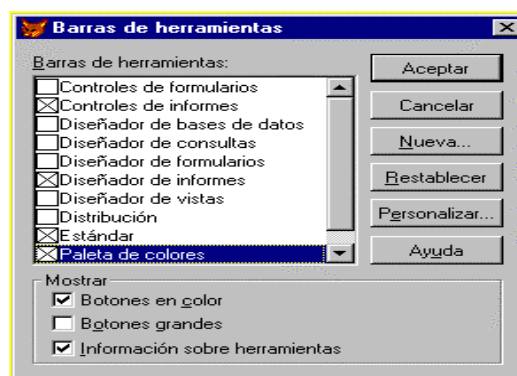 Barras de herramientas
Barras de herramientas:
Controles de formularios
Controles de informes
Diseñador de bases de datos
Diseñador de consultas
Diseñador de formularios
Diseñador de informes
Diseñador de vistas
Distribución
Estándar
Paleta de colores
Aceptar
Cancelar
Nueva...
Restablecer
Personalizar...
Ayuda
Mostrar
Botones en color
Botones grandes
Información sobre herramientas